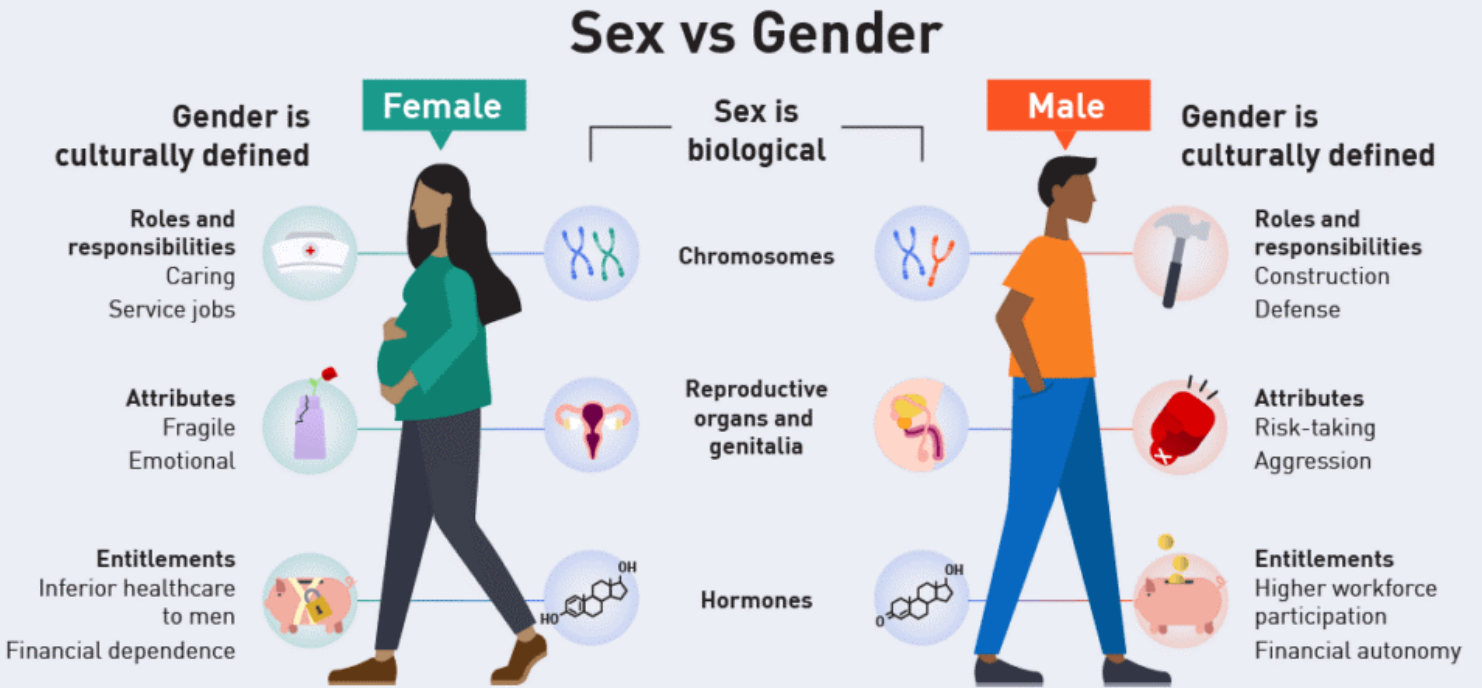 Sex vs Gender
Gender is
culturally defined
Female
Sex is
biological
Male
Gender is
culturally defined
Roles and
responsibilities
Caring
Service jobs
Chromosomes
Roles and
responsibilities
Construction
Defense
Attributes
Fragile
Emotional
Reproductive
organs and
genitalia
Attributes
Risk-taking
Aggression
Entitlements
Inferior healthcare
to men
Financial dependence
OH
HO
Hormones
OH
O
Entitlements
Higher workforce
participation
Financial autonomy